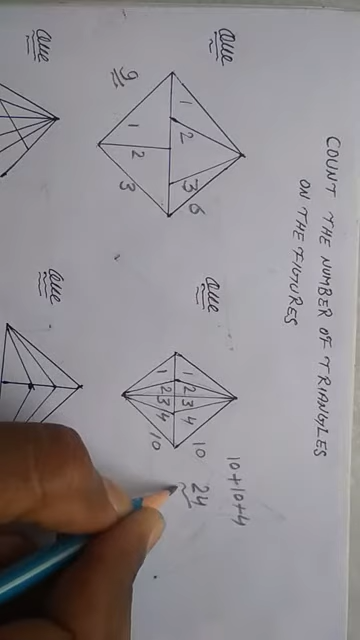 COUNT THE NUMBER OF TRIANGLES
ON THE FIGURES
Que
1
2
3
6
1
2
3
9
Que
1 2 3 4
10
1 2 3 4
10
10+10+4
24
Que
Que